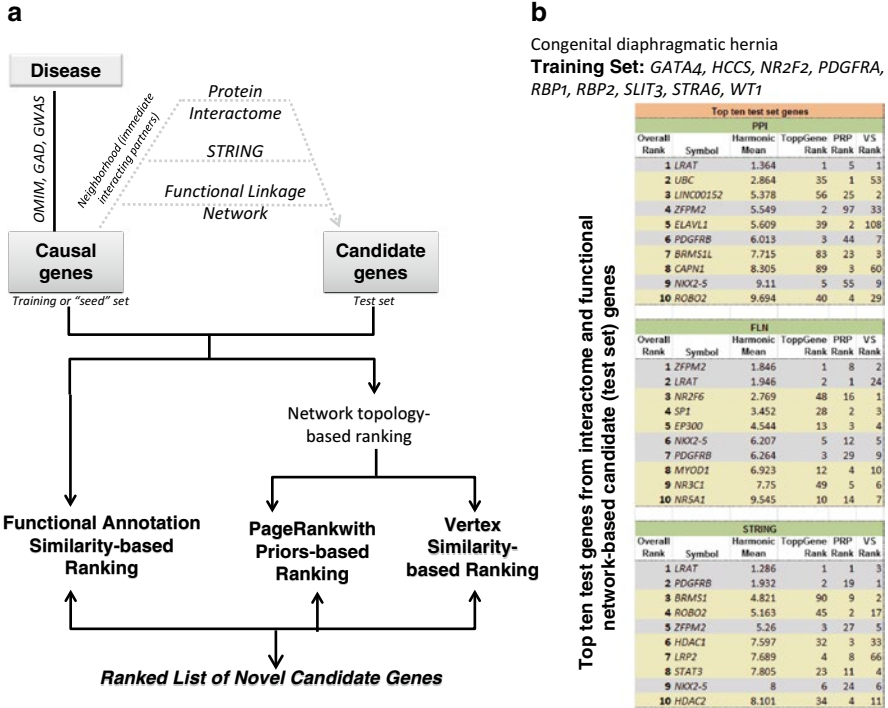 a
Disease
OMIM, GAD, GWAS
Neighborhood (immediate
interacting partners)
Protein
Interactome
STRING
Functional Linkage
Network
Causal
genes
Training or “seed” set
Candidate
genes
Test set
Network topology-
based ranking
Functional Annotation
Similarity-based
Ranking
PageRankwith
Priors-based
Ranking
Vertex
Similarity-
based Ranking
Ranked List of Novel Candidate Genes
b
Congenital diaphragmatic hernia
Training Set: GATA4, HCCS, NR2F2, PDGFRA,
RBP1, RBP2, SLIT3, STRA6, WT1
Top ten test genes from interactome and functional
network-based candidate (test set) genes
Top ten test set genes
PPI
Overall Harmonic ToppGene PRP VS
Rank Symbol Mean Rank Rank Rank
1 LRAT 1.364 1 5 1
2 UBC 2.864 35 1 53
3 LINC00152 5.378 56 25 2
4 ZFPM2 5.549 2 97 33
5 ELAVL1 5.609 39 2 108
6 PDGFRB 6.013 3 44 7
7 BRMS1L 7.715 83 23 3
8 CAPN1 8.305 89 3 60
9 NKX2-5 9.11 5 55 9
10 ROBO2 9.694 40 4 29
FLN
Overall Harmonic ToppGene PRP VS
Rank Symbol Mean Rank Rank Rank
1 ZFPM2 1.846 1 8 2
2 LRAT 1.946 2 1 24
3 NR2F6 2.769 48 16 1
4 SP1 3.452 28 2 3
5 EP300 4.544 13 3 4
6 NKX2-5 6.207 5 12 5
7 PDGFRB 6.264 3 29 9
8 MYOD1 6.923 12 4 10
9 NR3C1 7.75 49 5 6
10 NR5A1 9.545 10 14 7
STRING
Overall Harmonic ToppGene PRP VS
Rank Symbol Mean Rank Rank Rank
1 LRAT 1.286 1 1 3
2 PDGFRB 1.932 2 19 1
3 BRMS1 4.821 90 9 2
4 ROBO2 5.163 45 2 17
5 ZFPM2 5.26 3 27 5
6 HDAC1 7.597 32 3 33
7 LRP2 7.689 4 8 66
8 STAT3 7.805 23 11 4
9 NKX2-5 8 6 24 6
10 HDAC2 8.101 34 4 11